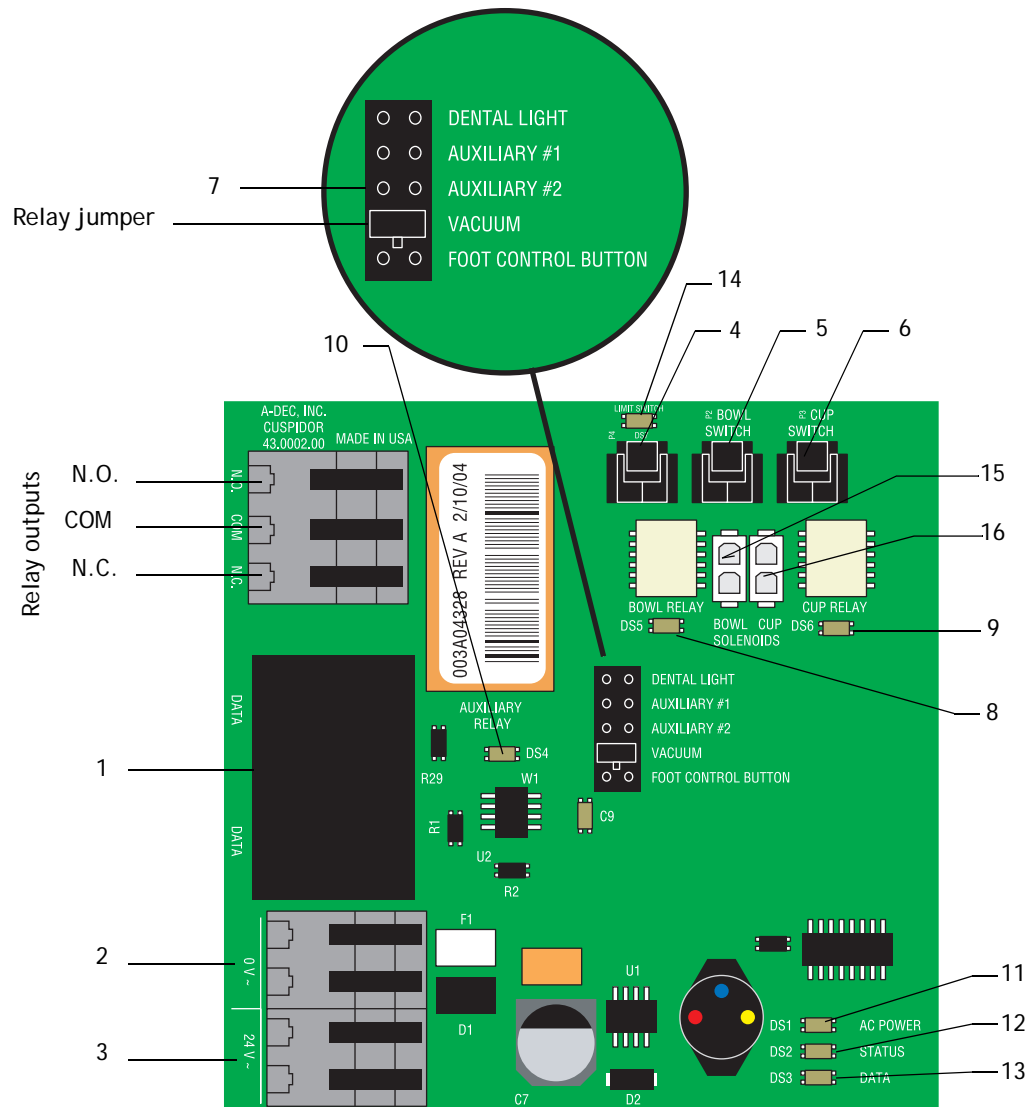 DENTAL LIGHT
AUXILIARY #1
7
AUXILIARY #2
Relay jumper
VACUUM
FOOT CONTROL BUTTON
14
10
4
5
6
A-DEC, INC.
CUSPIDOR
43.0002.00
MADE IN USA
LIMIT SWITCH
P4
P2 BOWL
SWITCH
P3 CUP
SWITCH
Relay outputs
N.O.
COM
N.C.
N.O.
COM
N.C.
003A04328 REV A 2/10/04
15
16
BOWL RELAY
CUP RELAY
DS5
BOWL CUP
SOLENOIDS
DS6
9
8
DENTAL LIGHT
AUXILIARY #1
AUXILIARY #2
VACUUM
FOOT CONTROL BUTTON
AUXILIARY
RELAY
DS4
DATA
DATA
1
R29
W1
R1
C9
U2
R2
F1
2
0 V ~
3
24 V ~
D1
U1
C7
D2
DS1 AC POWER
DS2 STATUS
DS3 DATA
11
12
13